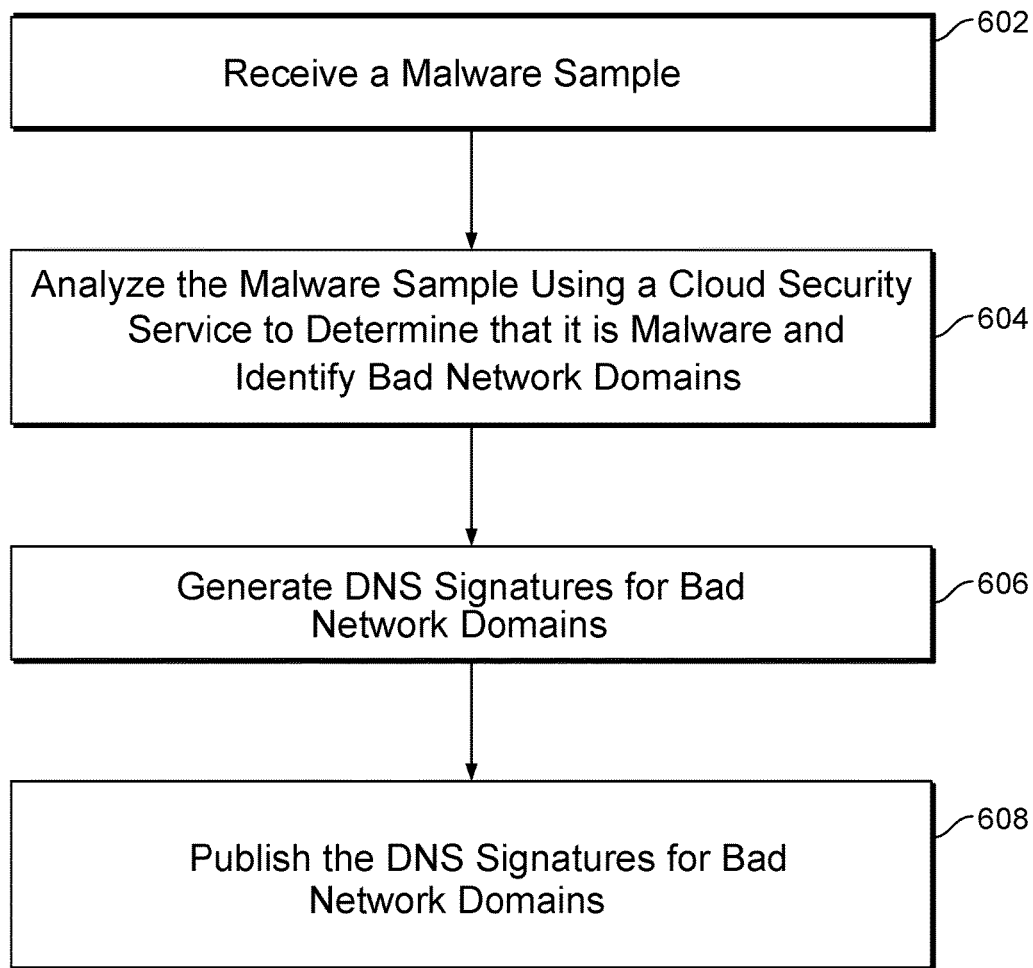 602
Receive a Malware Sample
Analyze the Malware Sample Using a Cloud Security
Service to Determine that it is Malware and
Identify Bad Network Domains
604
Generate DNS Signatures for Bad
Network Domains
606
Publish the DNS Signatures for Bad
Network Domains
608